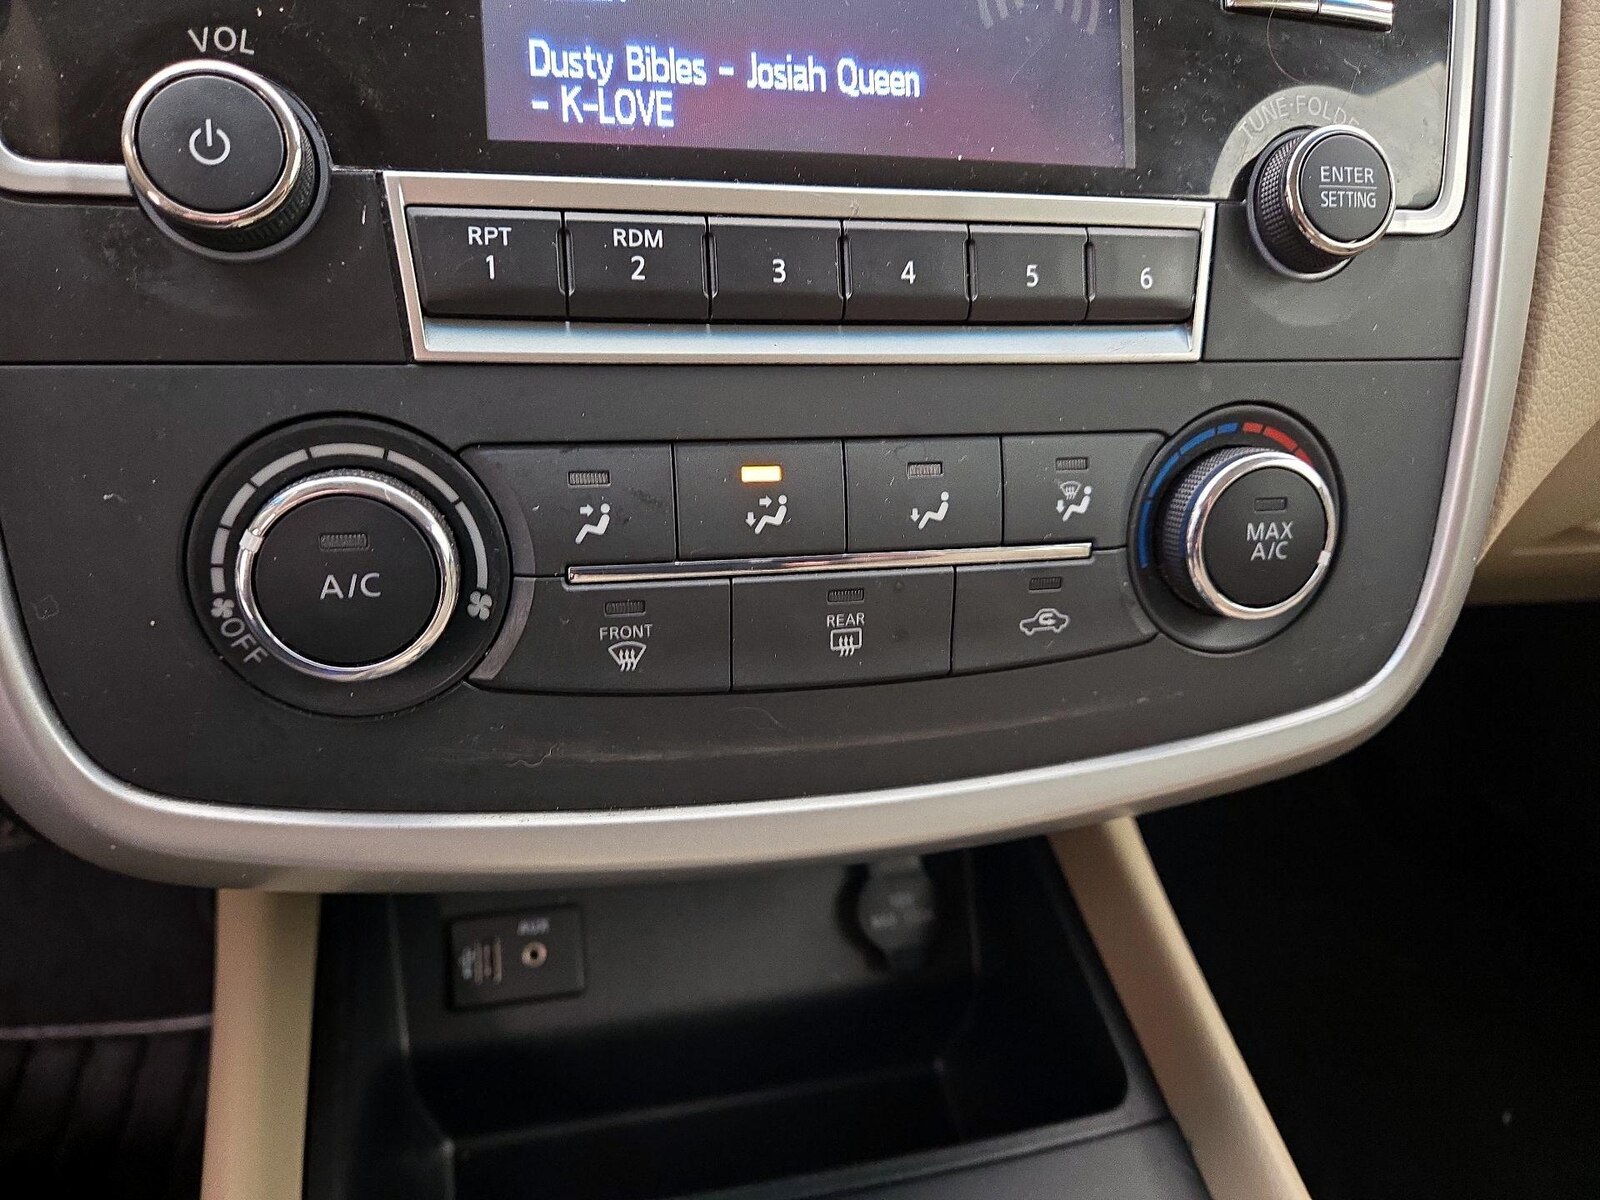 VOL
Dusty Bibles - Josiah Queen
- K-LOVE
TUNE·FOLDE
ENTER
SETTING
RPT
1
RDM
2
3
4
5
6
A/C
OFF
MAX
A/C
FRONT
REAR
AUX